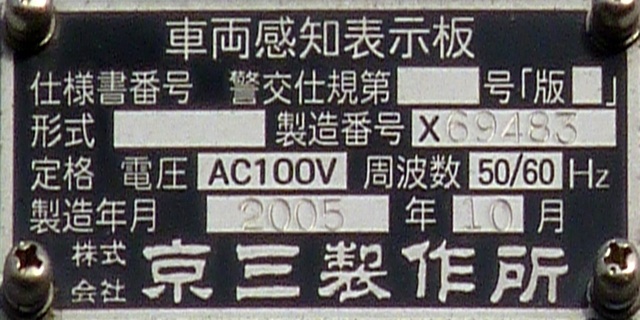 車両感知表示板
仕様書番号 警交仕規第 号「版 」
形式 製造番号 X69483
定格 電圧 AC100V 周波数 50/60 Hz
製造年月 2005 年 10 月
株式会社 京三製作所